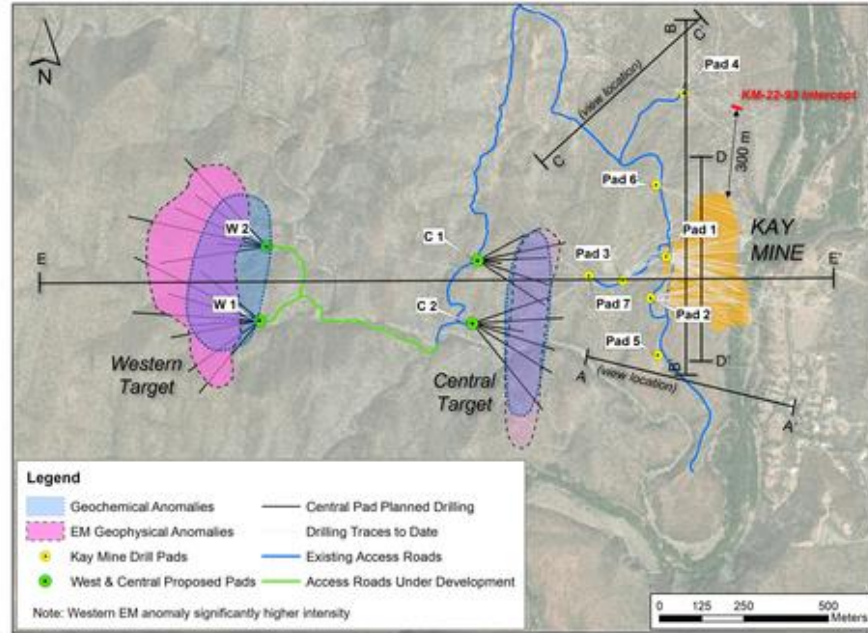 N
B
C'
Pad 4
(view location)
KM-22-93 Intercept
C
D
300 m
Pad 6
W 2
C 1
Pad 3
Pad 1
KAY
MINE
E
E'
W 1
C 2
Pad 7
Pad 2
Western
Target
Central
Target
Pad 5
A
(view location)
B'
D'
A'
Legend
Geochemical Anomalies
Central Pad Planned Drilling
EM Geophysical Anomalies
Drilling Traces to Date
Kay Mine Drill Pads
Existing Access Roads
West & Central Proposed Pads
Access Roads Under Development
Note: Western EM anomaly significantly higher intensity
0 125 250 500
Meters